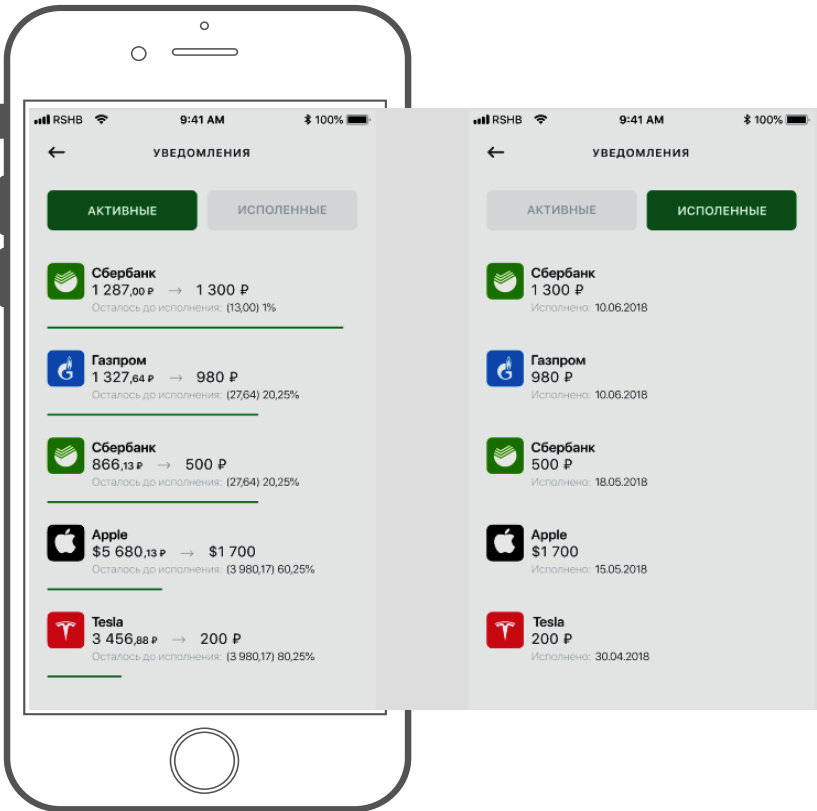 RSHB 9:41 AM 100%
УВЕДОМЛЕНИЯ
АКТИВНЫЕ ИСПОЛЕННЫЕ
Сбербанк
1 287,00 ₽ → 1 300 ₽
Осталось до исполнения: (13,00) 1%
Газпром
1 327,64 ₽ → 980 ₽
Осталось до исполнения: (27,64) 20,25%
Сбербанк
866,13 ₽ → 500 ₽
Осталось до исполнения: (27,64) 20,25%
Apple
$5 680,13 ₽ → $1 700
Осталось до исполнения: (3 980,17) 60,25%
Tesla
3 456,88 ₽ → 200 ₽
Осталось до исполнения: (3 980,17) 80,25%
RSHB 9:41 AM 100%
УВЕДОМЛЕНИЯ
АКТИВНЫЕ ИСПОЛЕННЫЕ
Сбербанк
1 300 ₽
Исполнено: 10.06.2018
Газпром
980 ₽
Исполнено: 10.06.2018
Сбербанк
500 ₽
Исполнено: 18.05.2018
Apple
$1 700
Исполнено: 15.05.2018
Tesla
200 ₽
Исполнено: 30.04.2018